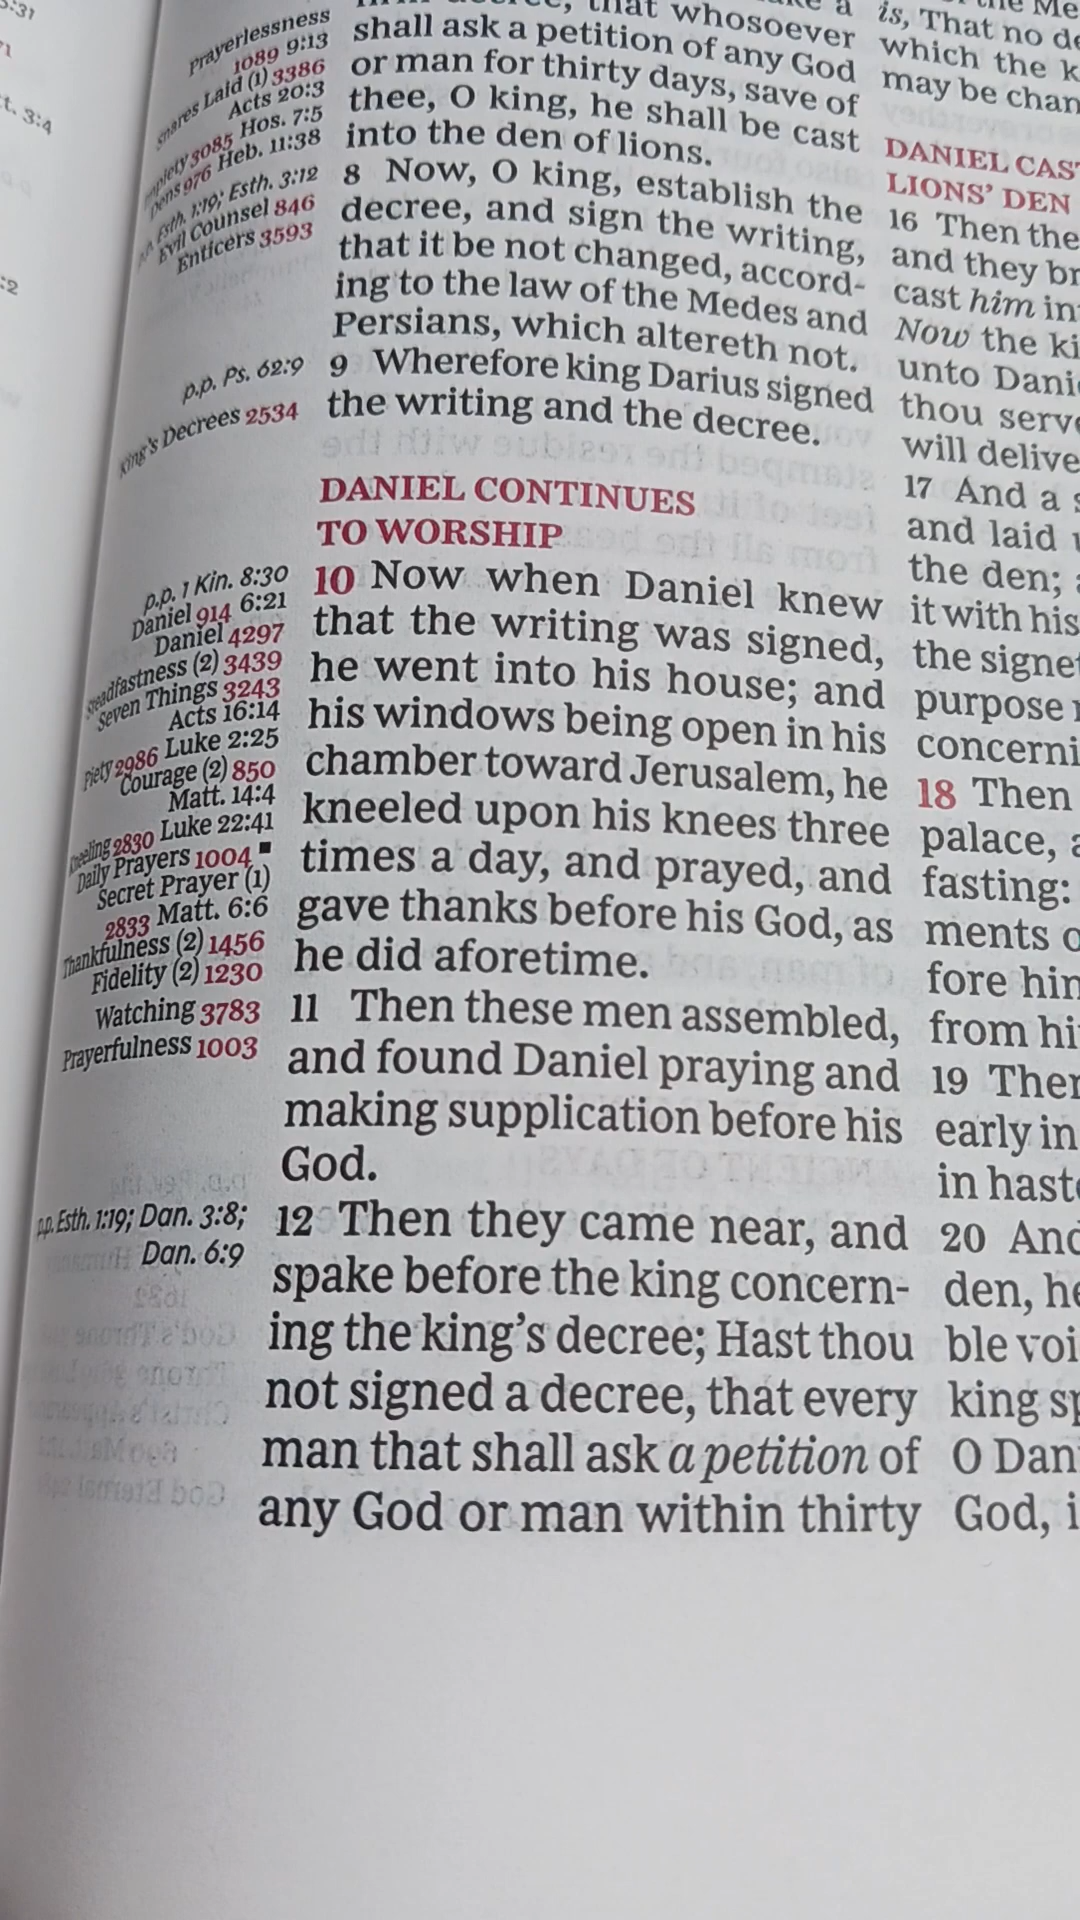 5:31
t. 3:4
:2
Prayerlessness
1089 9:13
Snares Laid (1) 3386
Acts 20:3
3085 Hos. 7:5
976 Heb. 11:38
Esth. 1:19; Esth. 3:12
Evil Counsel 846
Enticers 3593
p.p. Ps. 62:9
King's Decrees 2534
p.p. 1 Kin. 8:30
Daniel 914 6:21
Daniel 4297
Steadfastness (2) 3439
Seven Things 3243
Acts 16:14
Piety 2986 Luke 2:25
Courage (2) 850
Matt. 14:4
Kneeling 2830 Luke 22:41
Daily Prayers 1004 ■
Secret Prayer (1)
2833 Matt. 6:6
Thankfulness (2) 1456
Fidelity (2) 1230
Watching 3783
Prayerfulness 1003
p.p. Esth. 1:19; Dan. 3:8;
Dan. 6:9
that whosoever
shall ask a petition of any God
or man for thirty days, save of
thee, O king, he shall be cast
into the den of lions.
8 Now, O king, establish the
decree, and sign the writing,
that it be not changed, accord-
ing to the law of the Medes and
Persians, which altereth not.
9 Wherefore king Darius signed
the writing and the decree.
DANIEL CONTINUES
TO WORSHIP
10 Now when Daniel knew
that the writing was signed,
he went into his house; and
his windows being open in his
chamber toward Jerusalem, he
kneeled upon his knees three
times a day, and prayed, and
gave thanks before his God, as
he did aforetime.
11 Then these men assembled,
and found Daniel praying and
making supplication before his
God.
12 Then they came near, and
spake before the king concern-
ing the king's decree; Hast thou
not signed a decree, that every
man that shall ask a petition of
any God or man within thirty
is, That no de
which the k
may be chan
DANIEL CAST
LIONS' DEN
16 Then the
and they br
cast him in
Now the ki
unto Dani
thou serve
will delive
17 And a s
and laid
the den;
it with his
the signet
purpose
concerni
18 Then
palace, a
fasting:
ments o
fore him
from hi
19 Then
early in
in haste
20 And
den, he
ble voi
king sp
O Dan
God, i